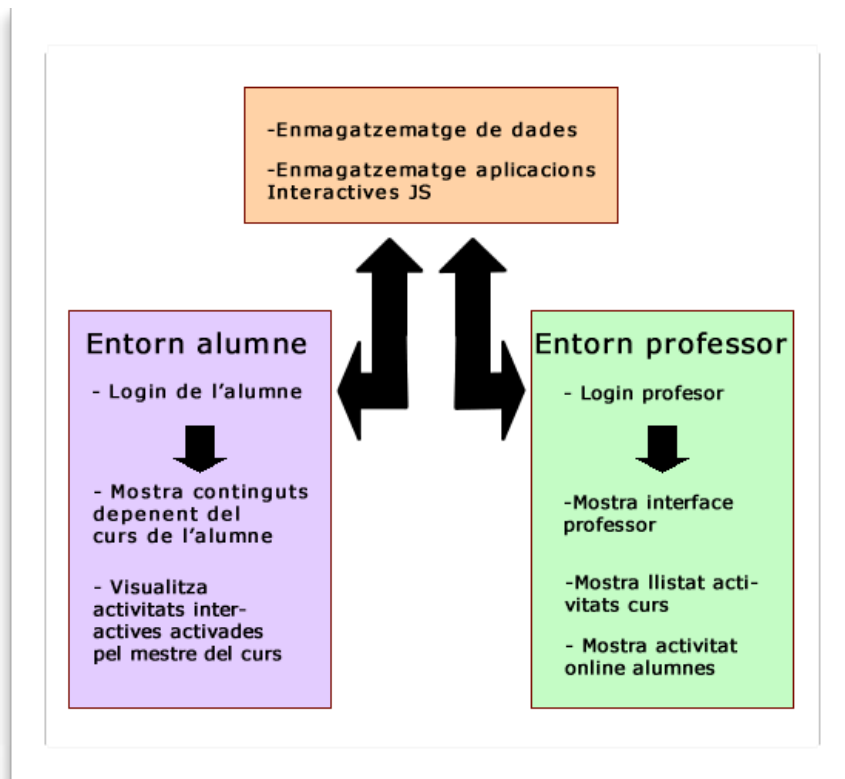 -Enmagatzematge de dades
-Enmagatzematge aplicacions
Interactives JS
Entorn alumne
- Login de l'alumne
- Mostra continguts
depenent del
curs de l'alumne
- Visualitza
activitats inter-
actives activades
pel mestre del curs
Entorn professor
- Login profesor
-Mostra interface
professor
-Mostra llistat acti-
vitats curs
- Mostra activitat
online alumnes